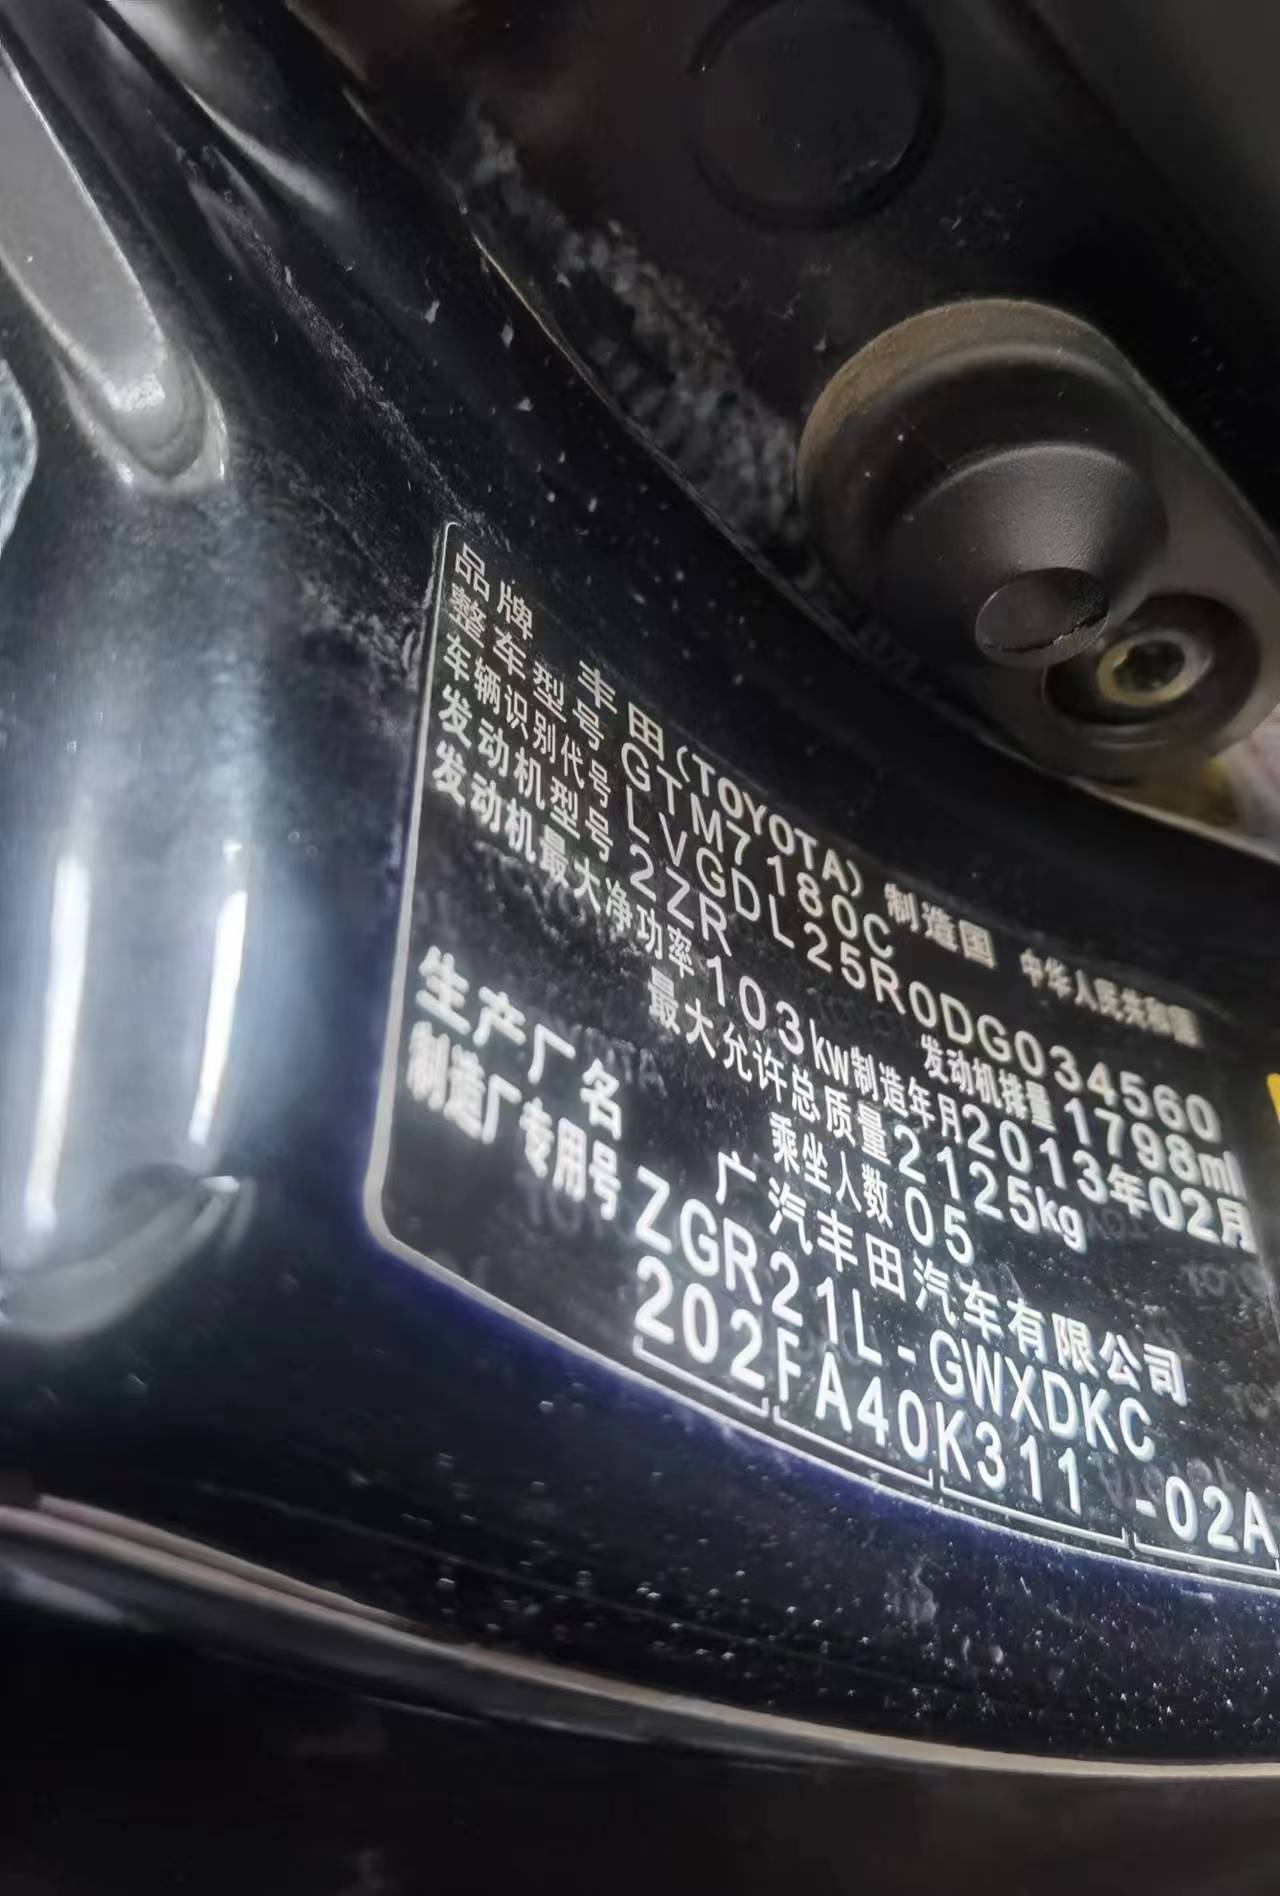 品牌 丰田(TOYOTA) 制造国 中华人民共和国
整车型号 GTM7180C
车辆识别代号 LVGDL25R0DG034560
发动机型号 2ZR 发动机排量 1798ml
发动机最大净功率 103kW 制造年月 2013年02月
最大允许总质量 2125kg
乘坐人数 05
生产厂名 广汽丰田汽车有限公司
制造厂专用号 ZGR21L-GWXDKC
202FA40K311 -02A